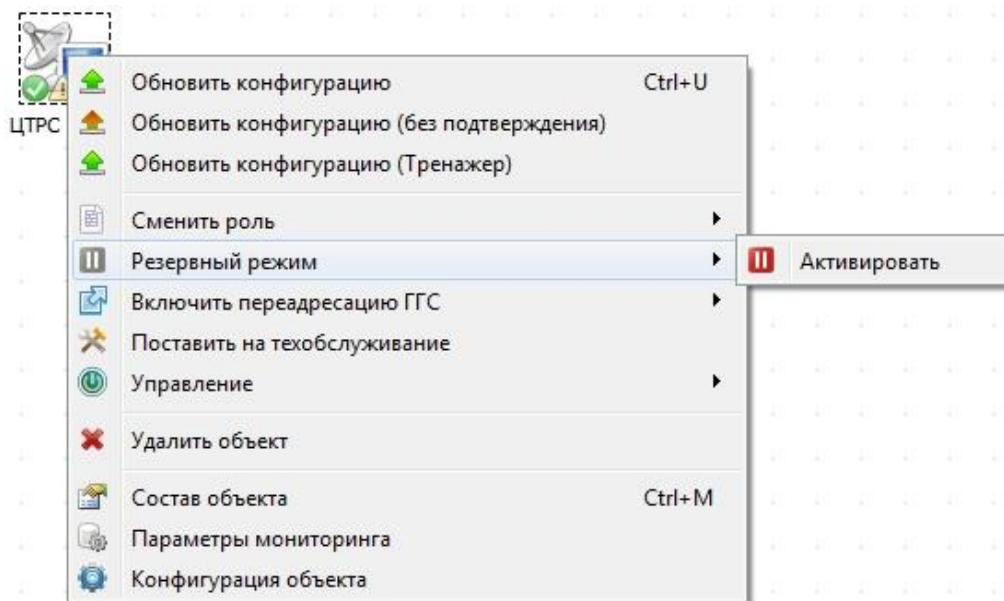 Обновить конфигурацию Ctrl+U
ЦТРС Обновить конфигурацию (без подтверждения)
Обновить конфигурацию (Тренажер)
Сменить роль
Резервный режим Активировать
Включить переадресацию ГГС
Поставить на техобслуживание
Управление
Удалить объект
Состав объекта Ctrl+M
Параметры мониторинга
Конфигурация объекта